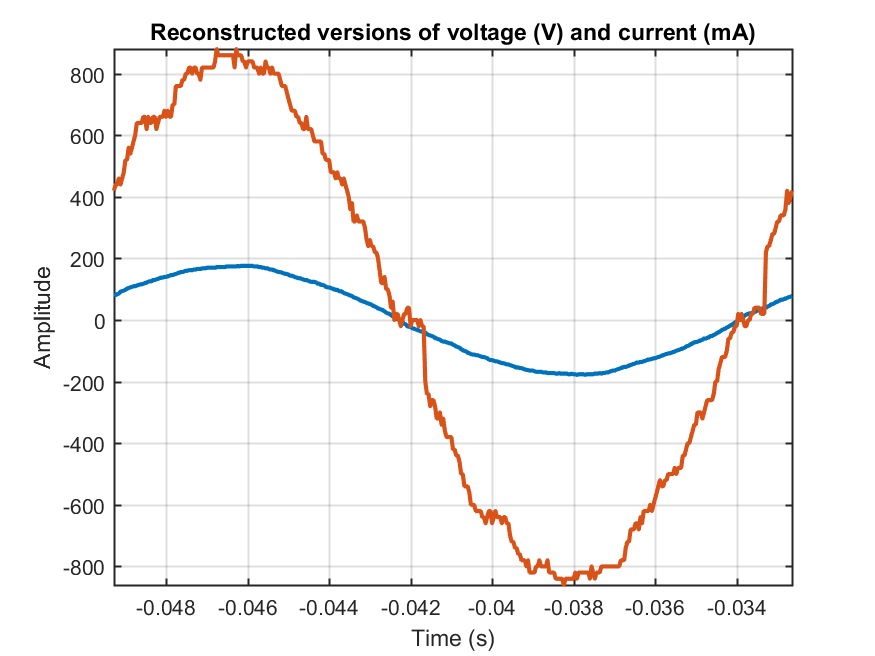 Reconstructed versions of voltage (V) and current (mA)
800
600
400
200
0
-200
-400
-600
-800
Amplitude
-0.048 -0.046 -0.044 -0.042 -0.04 -0.038 -0.036 -0.034
Time (s)